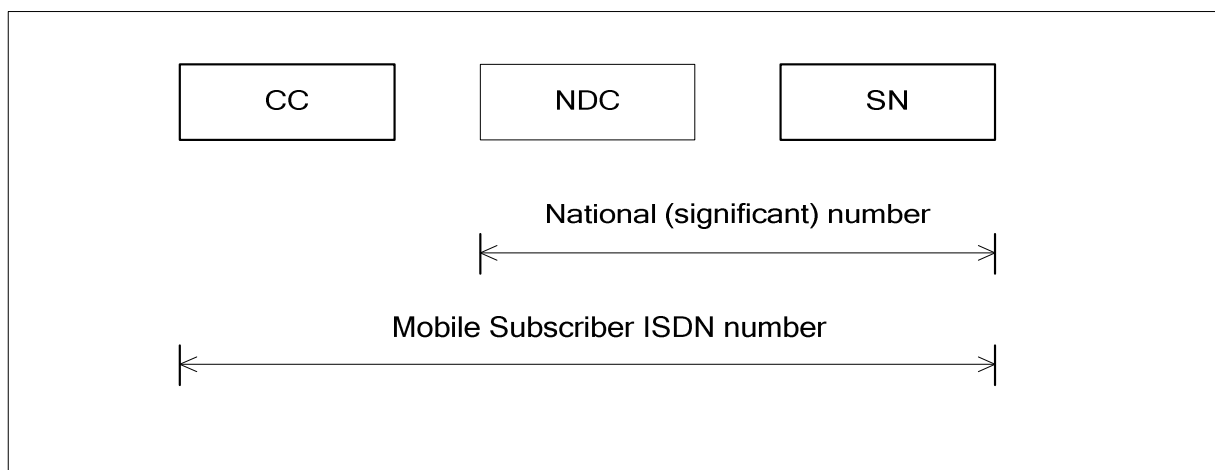 CC NDC SN
National (significant) number
Mobile Subscriber ISDN number